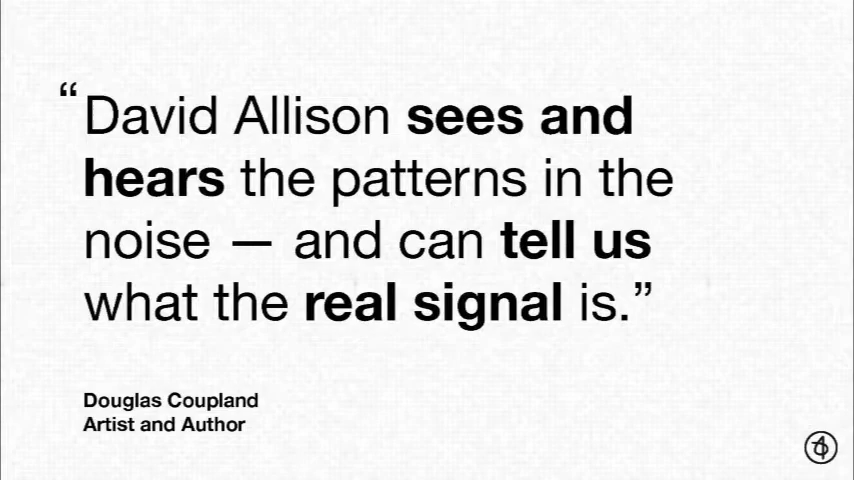 “David Allison sees and
hears the patterns in the
noise — and can tell us
what the real signal is.”
Douglas Coupland
Artist and Author